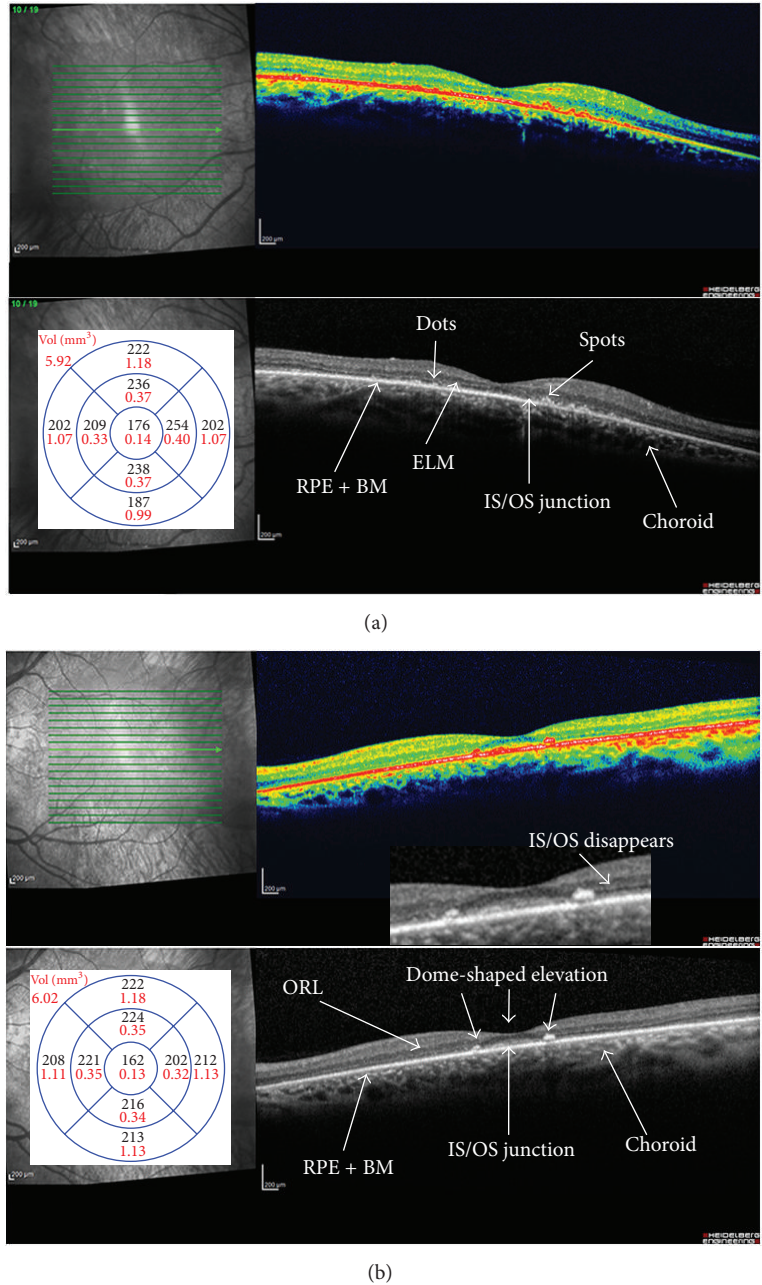 10 / 19
200 µm
200 µm
HEIDELBERG
ENGINEERING
10 / 19
Vol (mm³)
5.92
222
1.18
236
0.37
202 209 176 254 202
1.07 0.33 0.14 0.40 1.07
238
0.37
187
0.99
Dots
Spots
RPE + BM
ELM
IS/OS junction
Choroid
200 µm
200 µm
HEIDELBERG
ENGINEERING
(a)
IS/OS disappears
200 µm
200 µm
HEIDELBERG
ENGINEERING
Vol (mm³)
6.02
222
1.18
224
0.35
208 221 162 202 212
1.11 0.35 0.13 0.32 1.13
216
0.34
213
1.13
ORL
Dome-shaped elevation
RPE + BM
IS/OS junction
Choroid
200 µm
200 µm
HEIDELBERG
ENGINEERING
(b)